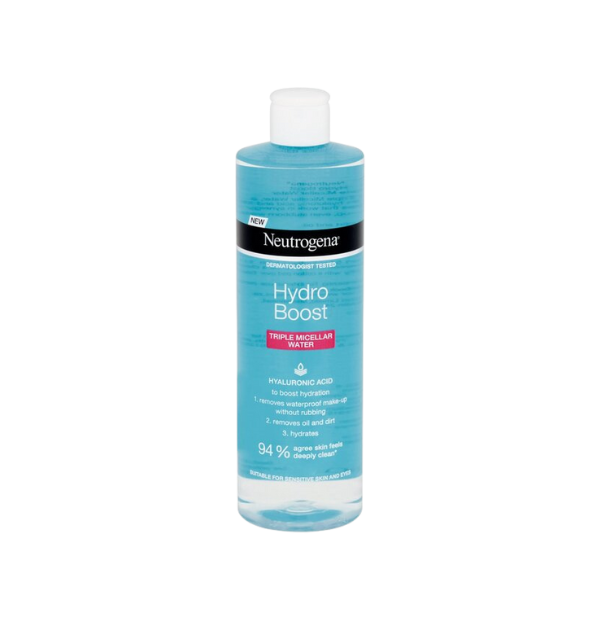 NEW
Neutrogena®
DERMATOLOGIST TESTED
Hydro
Boost
TRIPLE MICELLAR
WATER
HYALURONIC ACID
to boost hydration
1. removes waterproof make-up
without rubbing
2. removes oil and dirt
3. hydrates
94% agree skin feels
deeply clean*
SUITABLE FOR SENSITIVE SKIN AND EYES